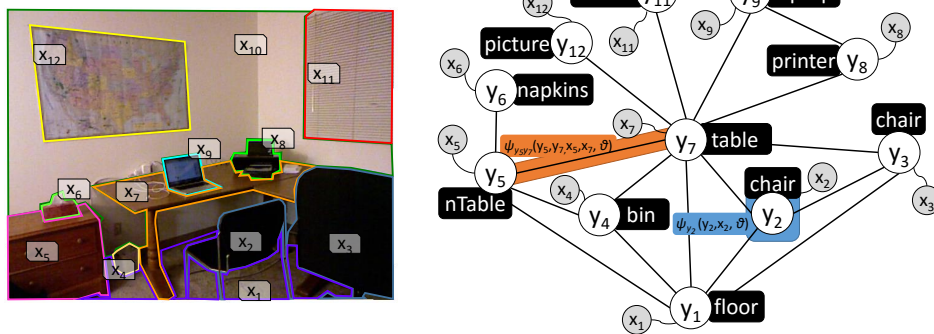 x12
x10
x11
x9
x8
x6
x7
x5
x4
x2
x3
x1
x12
x11
y11
x9
y9
x8
picture
y12
printer
y8
x6
y6
napkins
chair
x5
x7
ψy5y7(y5,y7,x5,x7, ϑ)
y7
table
y3
y5
x4
chair
x2
x3
nTable
y4
bin
ψy2(y2,x2, ϑ)
y2
x1
y1
floor